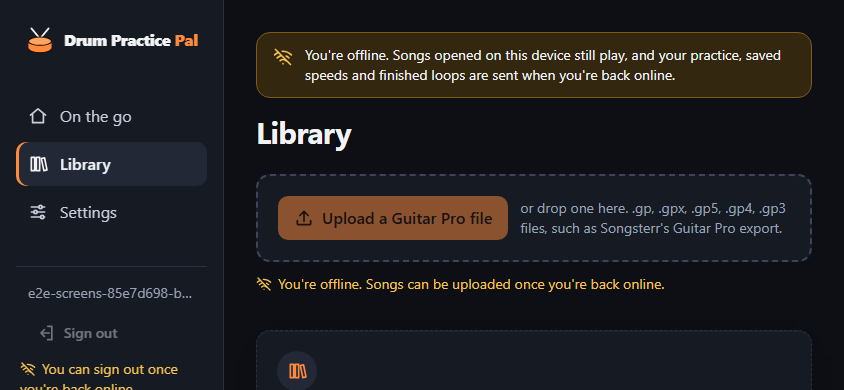 Drum Practice Pal
On the go
Library
Settings
e2e-screens-85e7d698-b...
Sign out
You can sign out once
you're back online
You're offline. Songs opened on this device still play, and your practice, saved
speeds and finished loops are sent when you're back online.
Library
Upload a Guitar Pro file
or drop one here. .gp, .gpx, .gp5, .gp4, .gp3
files, such as Songsterr's Guitar Pro export.
You're offline. Songs can be uploaded once you're back online.